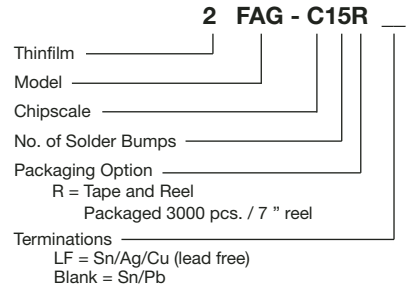 2 FAG - C15R __
Thinfilm
Model
Chipscale
No. of Solder Bumps
Packaging Option
R = Tape and Reel
Packaged 3000 pcs. / 7 ” reel
Terminations
LF = Sn/Ag/Cu (lead free)
Blank = Sn/Pb